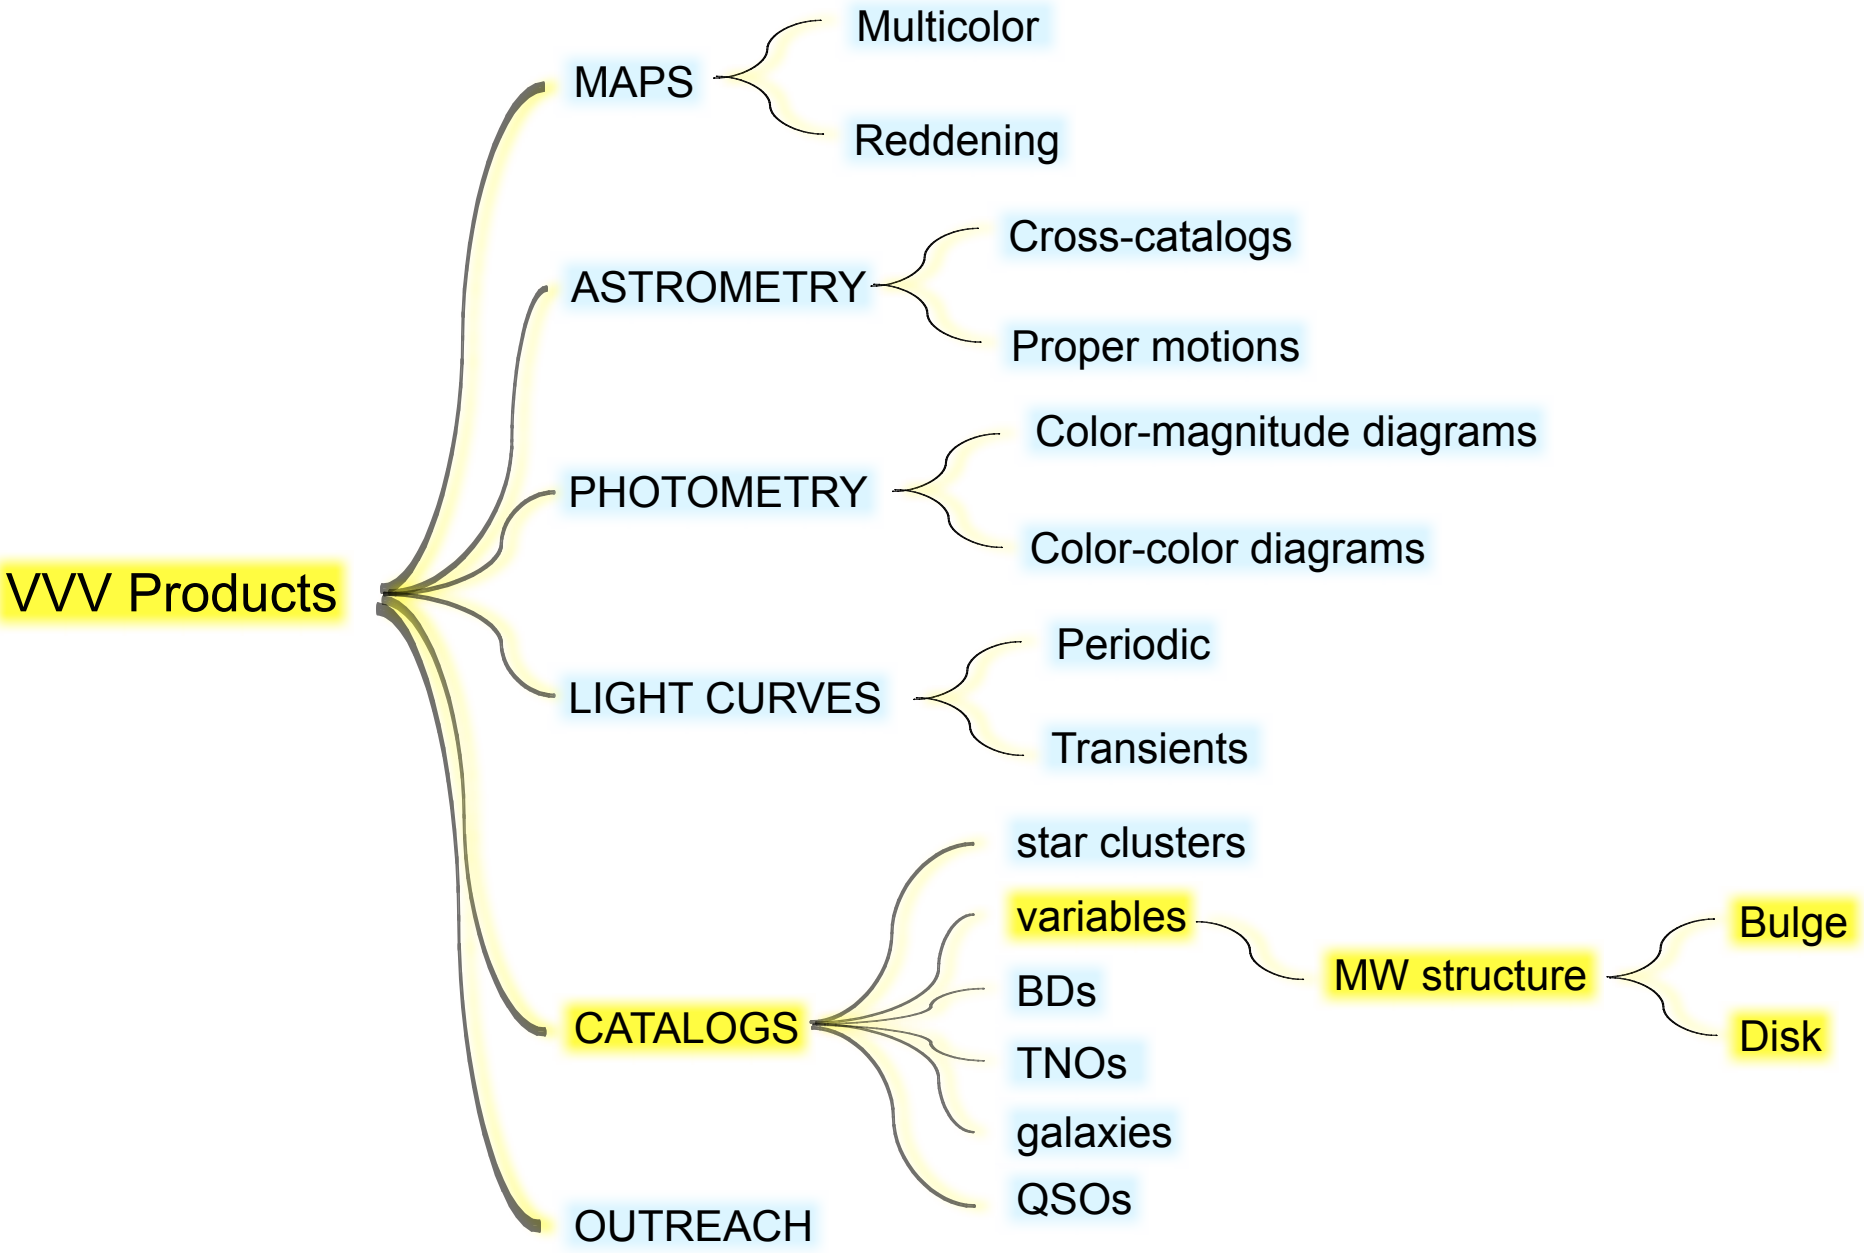 VVV Products
MAPS
Multicolor
Reddening
ASTROMETRY
Cross-catalogs
Proper motions
PHOTOMETRY
Color-magnitude diagrams
Color-color diagrams
LIGHT CURVES
Periodic
Transients
CATALOGS
star clusters
variables
MW structure
Bulge
Disk
BDs
TNOs
galaxies
QSOs
OUTREACH